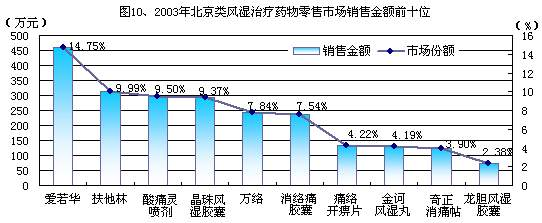 图10、2003年北京类风湿治疗药物零售市场销售金额前十位
(万元)
(%)
销售金额
市场份额
500
450
400
350
300
250
200
150
100
50
0
16
14
12
10
8
6
4
2
0
14.75%
9.99%
9.50%
9.37%
7.84%
7.54%
4.22%
4.19%
3.90%
2.38%
爱若华
扶他林
酸痛灵
喷剂
晶珠风
湿胶囊
万络
消络痛
胶囊
痛络
开痹片
金诃
风湿丸
奇正
消痛帖
龙胆风湿
胶囊